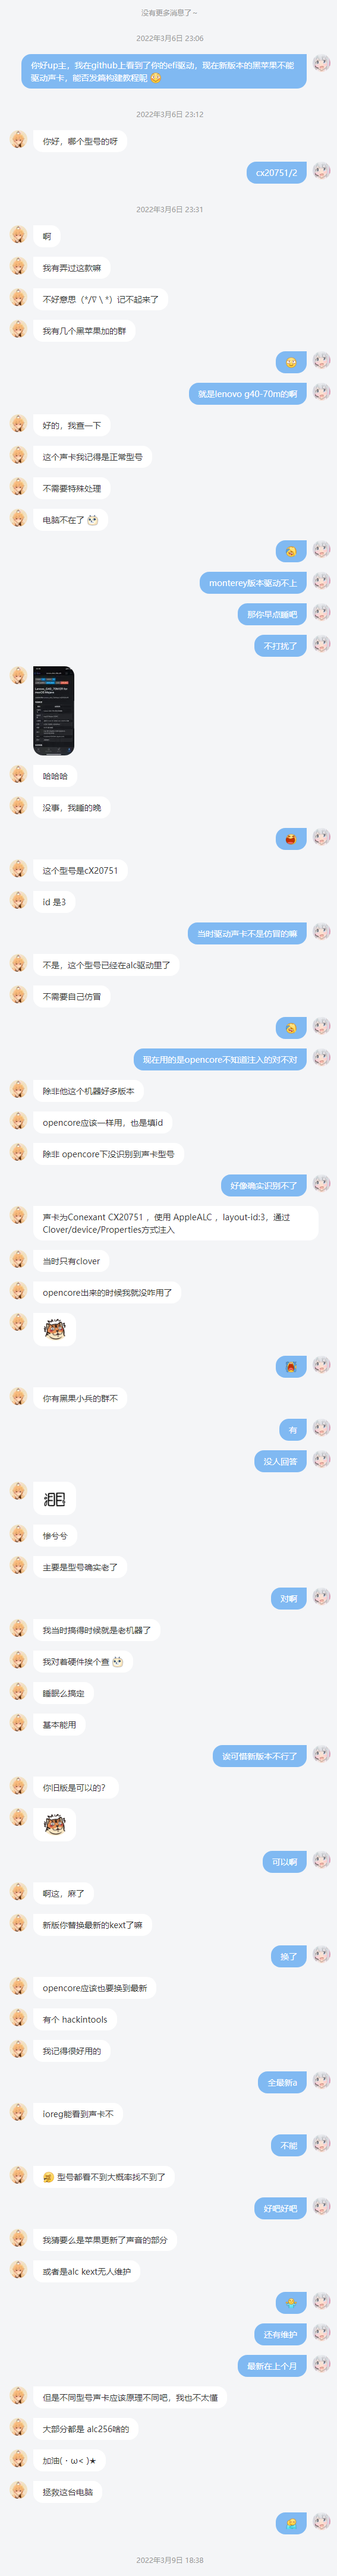 没有更多消息了～
2022年3月6日 23:06
你好up主，我在github上看到了你的efi驱动，现在新版本的黑苹果不能
驱动声卡，能否发篇构建教程呢
2022年3月6日 23:12
你好，哪个型号的呀
cx20751/2
2022年3月6日 23:31
啊
我有弄过这款嘛
不好意思（*/∇＼*）记不起来了
我有几个黑苹果加的群
就是lenovo g40-70m的啊
好的，我查一下
这个声卡我记得是正常型号
不需要特殊处理
电脑不在了
monterey版本驱动不上
那你早点睡吧
不打扰了
哈哈哈
没事，我睡的晚
这个型号是cX20751
id 是3
当时驱动声卡不是仿冒的嘛
不是，这个型号已经在alc驱动里了
不需要自己仿冒
现在用的是opencore不知道注入的对不对
除非他这个机器好多版本
opencore应该一样用，也是填id
除非 opencore下没识别到声卡型号
好像确实识别不了
声卡为Conexant CX20751 ，使用 AppleALC ，layout-id:3，通过
Clover/device/Properties方式注入
当时只有clover
opencore出来的时候我就没咋用了
你有黑果小兵的群不
有
没人回答
惨兮兮
主要是型号确实老了
对啊
我当时搞得时候就是老机器了
我对着硬件挨个查
睡眠么搞定
基本能用
诶可惜新版本不行了
你旧版是可以的？
可以啊
啊这，麻了
新版你替换最新的kext了嘛
换了
opencore应该也要换到最新
有个 hackintools
我记得很好用的
全最新a
ioreg能看到声卡不
不能
型号都看不到大概率找不到了
好吧好吧
我猜要么是苹果更新了声音的部分
或者是alc kext无人维护
还有维护
最新在上个月
但是不同型号声卡应该原理不同吧，我也不太懂
大部分都是 alc256啥的
加油(・ω< )★
拯救这台电脑
2022年3月9日 18:38